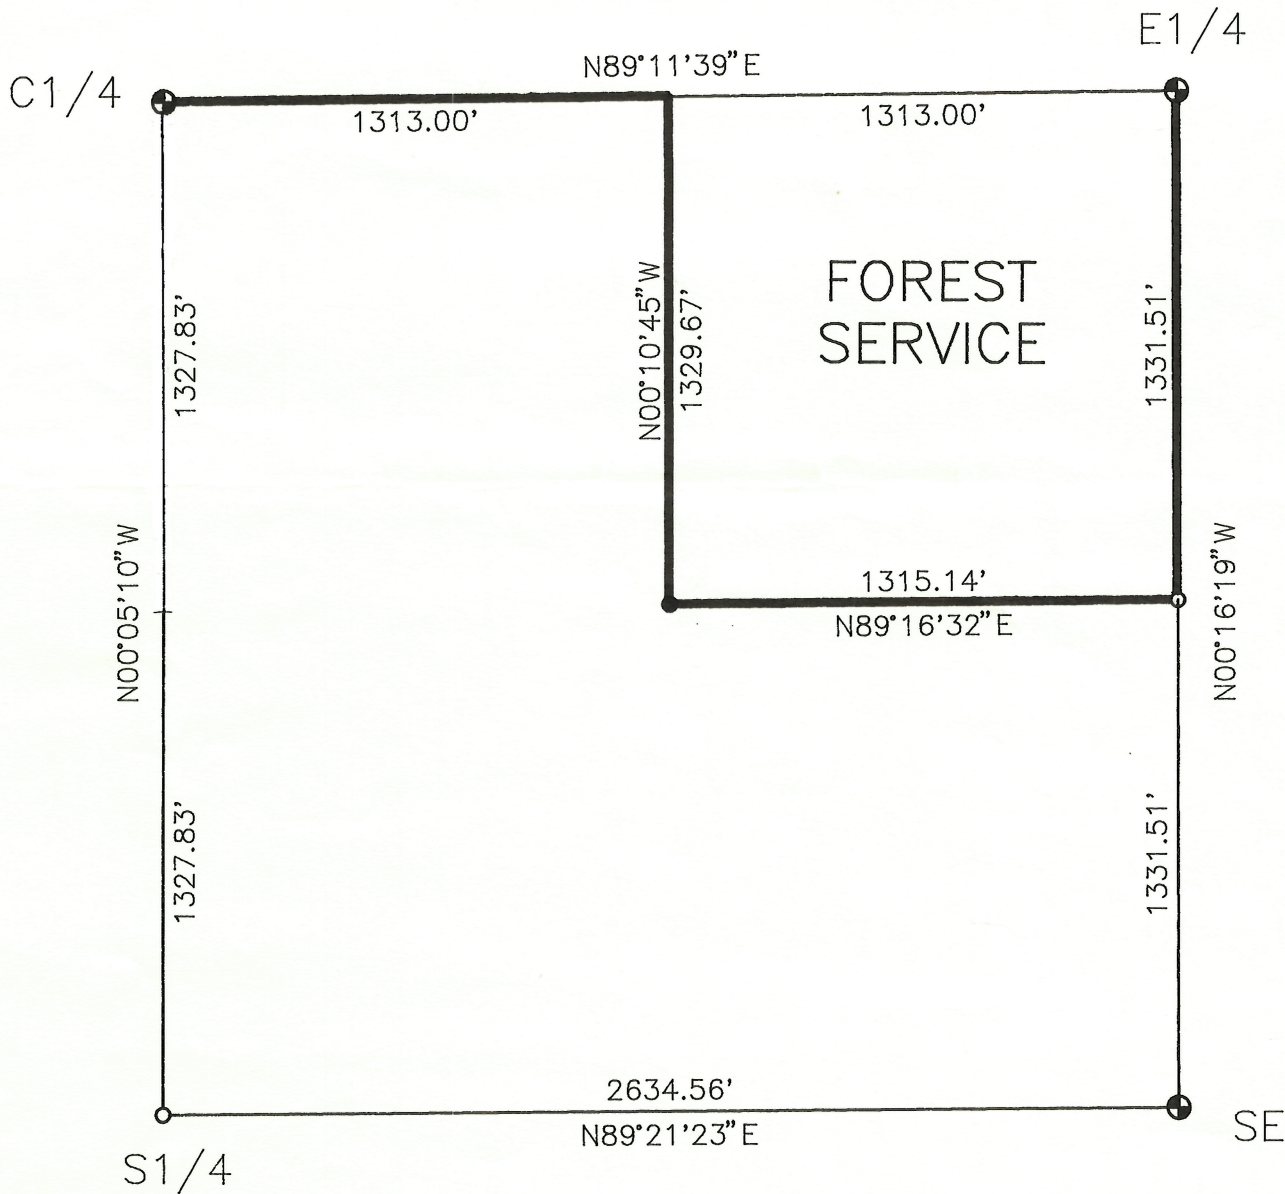 E1/4
N89°11'39"E
C1/4
1313.00'
1313.00'
FOREST
SERVICE
1327.83'
N00°10'45"W
1329.67'
1331.51'
1315.14'
N89°16'32"E
N00°05'10"W
N00°16'19"W
1327.83'
1331.51'
2634.56'
N89°21'23"E
SE
S1/4